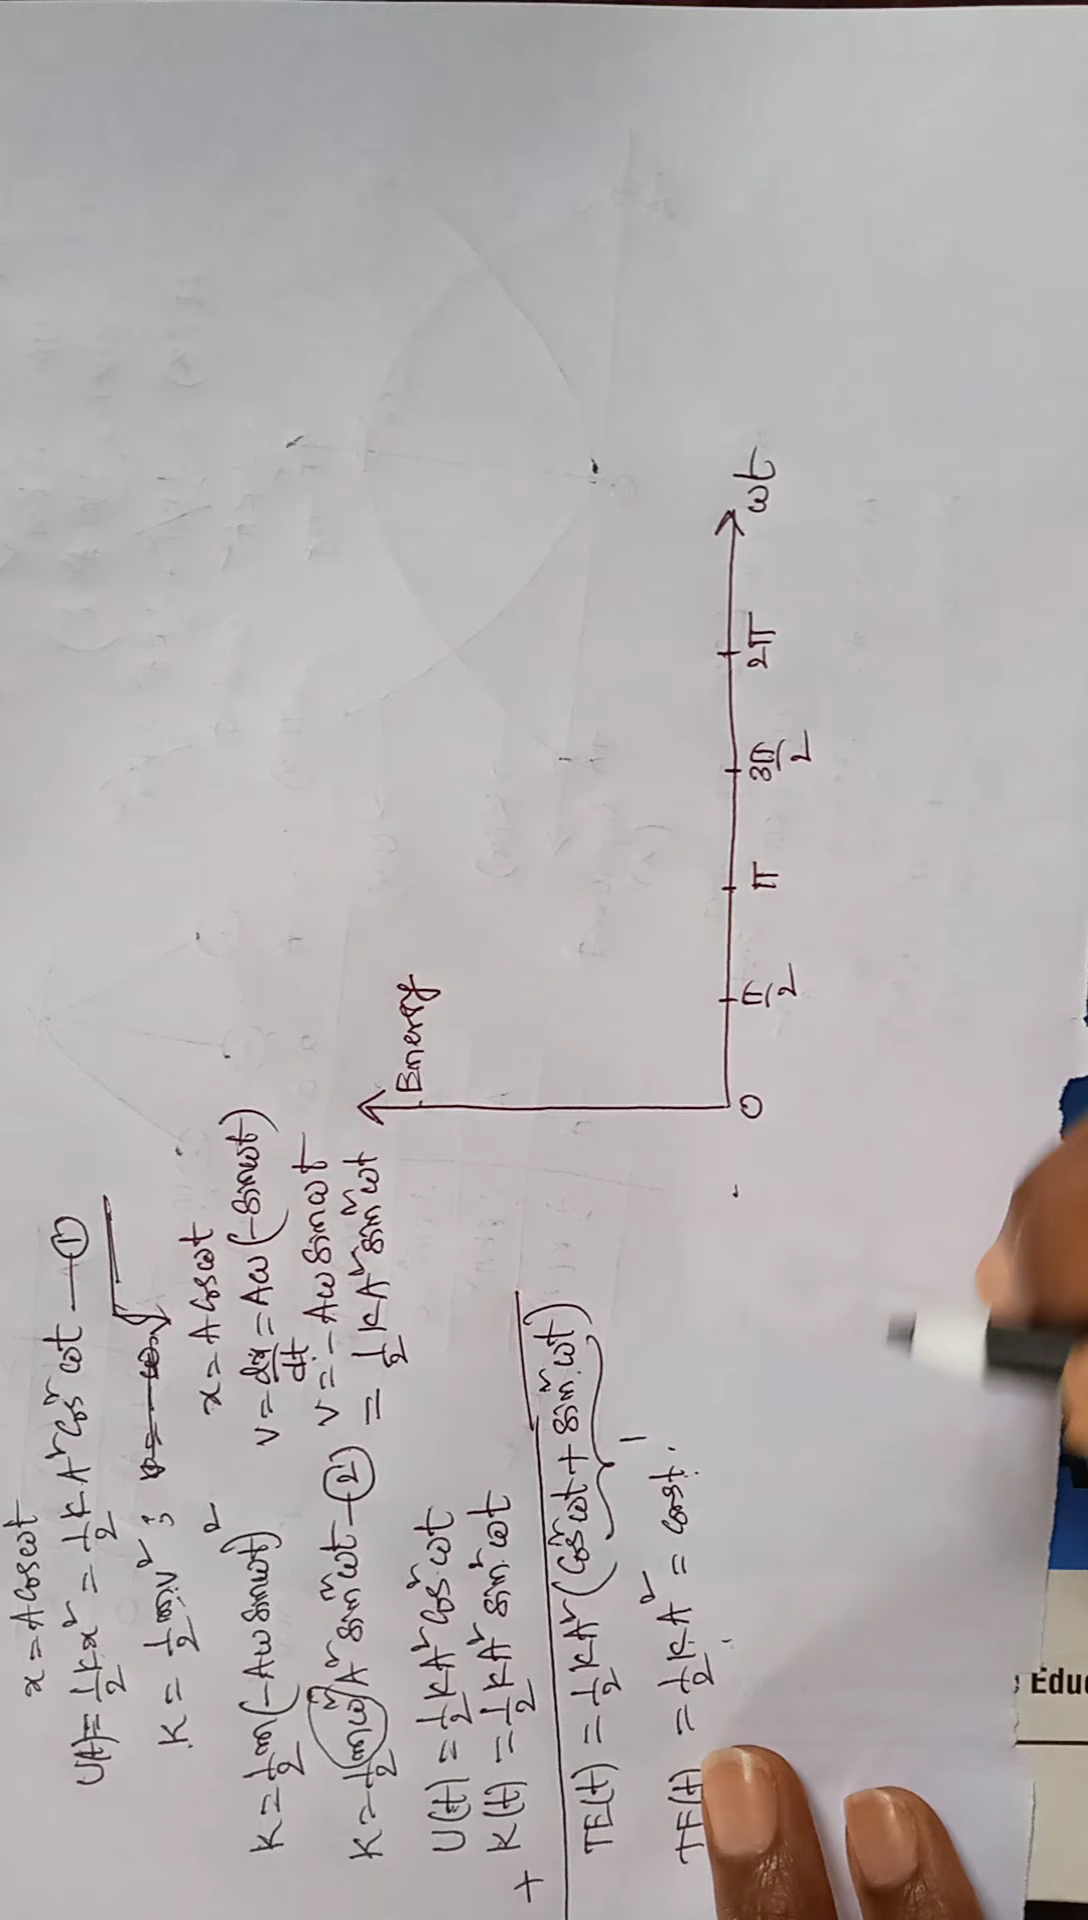 x = A cos ωt
U(t) = 1/2 kx² = 1/2 kA² cos² ωt — ①
K = 1/2 m.v² ;
x = A cos ωt
v = dx/dt = Aω(-sin ωt)
K = 1/2 m(-Aω sin ωt)²
v = -Aω sin ωt
K = 1/2 mω² A² sin² ωt — ② = 1/2 kA² sin² ωt
U(t) = 1/2 kA² cos² ωt
+ K(t) = 1/2 kA² sin² ωt
TE(t) = 1/2 kA² (cos² ωt + sin² ωt)
1
TE(t) = 1/2 kA² = const.
Energy
0 π/2 π 3π/2 2π ωt
Edu